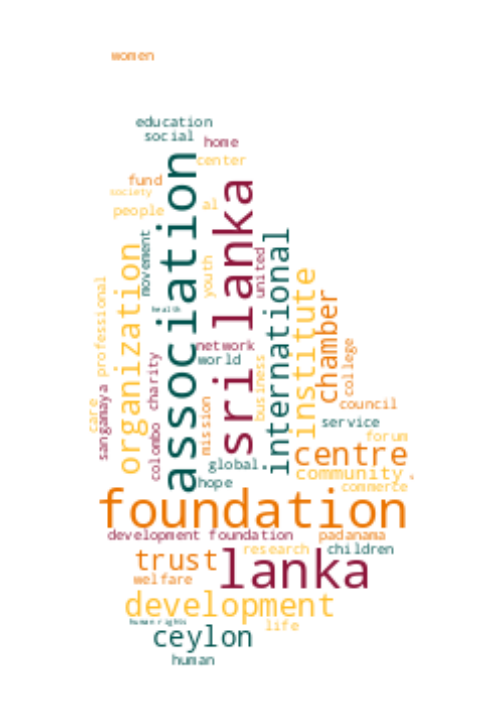 women
education
social
home
center
fund
society
people
al
association
sri lanka
organization
movement
youth
united
international
institute
professional
health
chamber
network
world
college
charity
business
care
sangamaya
colombo
mission
council
service
forum
centre
global
community
.
hope
commerce
foundation
development foundation
padanama
research
children
trust
lanka
welfare
development
human rights
life
ceylon
human